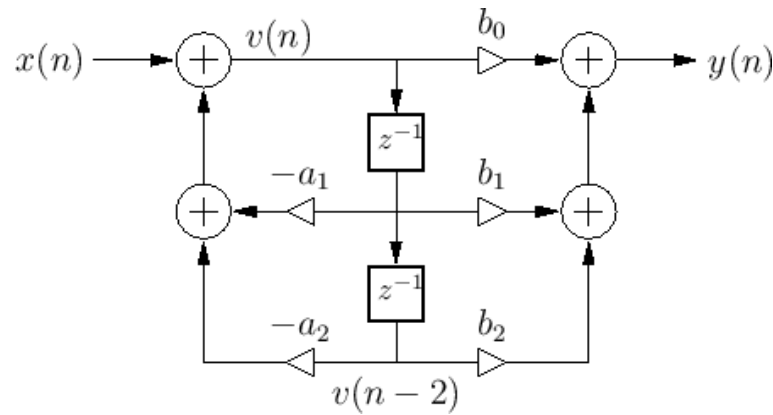 x(n) v(n) b₀ y(n)
z⁻¹
−a₁ b₁
z⁻¹
−a₂ b₂
v(n − 2)